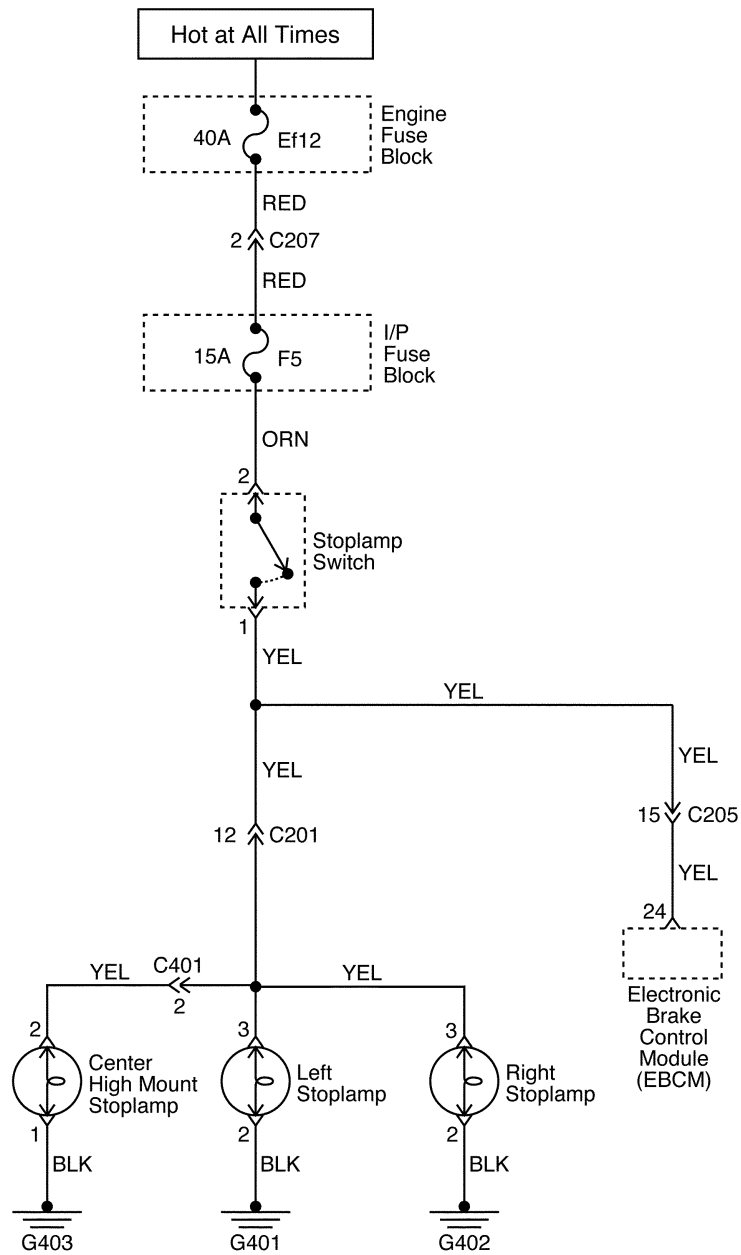 Hot at All Times
Engine
Fuse
Block
40A
Ef12
RED
2
C207
RED
I/P
Fuse
Block
15A
F5
ORN
2
Stoplamp
Switch
1
YEL
YEL
YEL
YEL
12
C201
15
C205
YEL
24
Electronic
Brake
Control
Module
(EBCM)
YEL
C401
2
YEL
2
3
3
Center
High Mount
Stoplamp
Left
Stoplamp
Right
Stoplamp
1
2
2
BLK
BLK
BLK
G403
G401
G402